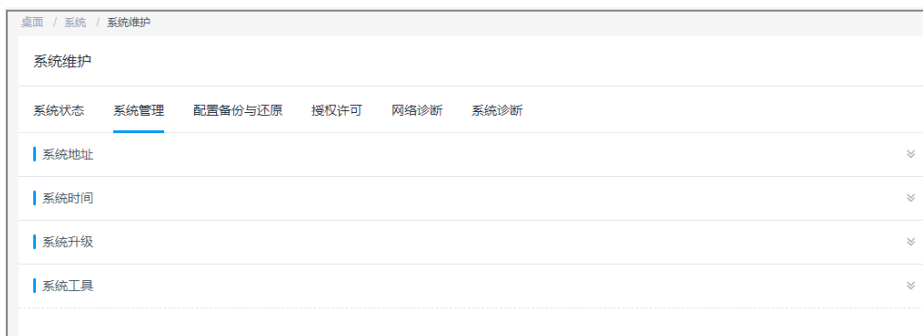 桌面 / 系统 / 系统维护
系统维护
系统状态 系统管理 配置备份与还原 授权许可 网络诊断 系统诊断
系统地址
系统时间
系统升级
系统工具